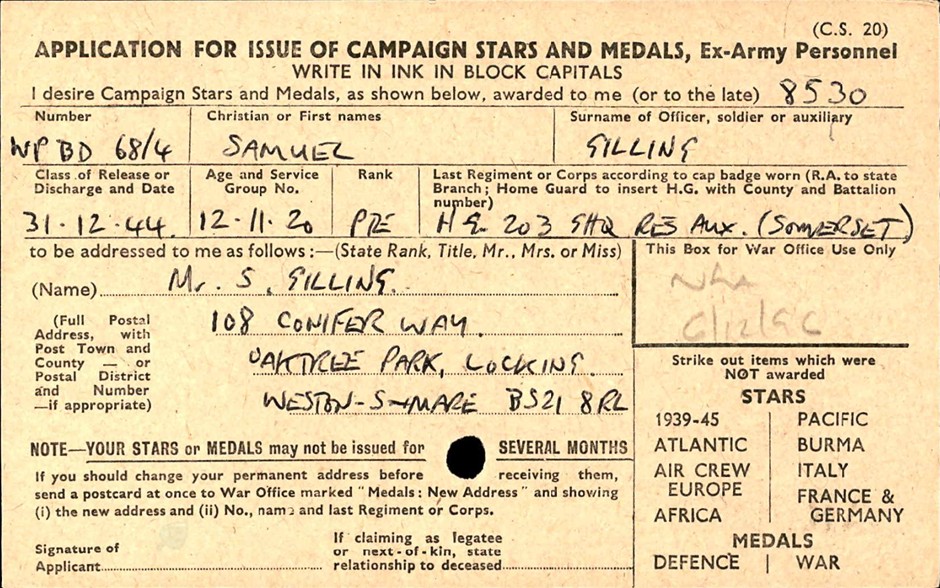 (C.S. 20)
APPLICATION FOR ISSUE OF CAMPAIGN STARS AND MEDALS, Ex-Army Personnel
WRITE IN INK IN BLOCK CAPITALS
I desire Campaign Stars and Medals, as shown below, awarded to me (or to the late) 8530
Number Christian or First names Surname of Officer, soldier or auxiliary
WPBD 68/4 SAMUEL GILLING
Class of Release or Discharge and Date
Age and Service Group No.
Rank
Last Regiment or Corps according to cap badge worn (R.A. to state
Branch; Home Guard to insert H.G. with County and Battalion
number)
31-12-44. 12-11-20 PTE H.G. 203 GHQ RES AUX. (SOMERSET)
to be addressed to me as follows:—(State Rank, Title, Mr., Mrs. or Miss)
(Name) Mr. S. GILLING.
(Full Postal
Address, with
Post Town and
County — or
Postal District
and Number
—if appropriate)
108 CONIFER WAY.
OAKTREE PARK, LOCKING.
WESTON-S-MARE BS21 8RL
This Box for War Office Use Only
Strike out items which were
NOT awarded
STARS
1939-45 PACIFIC
ATLANTIC BURMA
AIR CREW EUROPE
ITALY
AFRICA
FRANCE & GERMANY
MEDALS
DEFENCE WAR
NOTE—YOUR STARS or MEDALS may not be issued for SEVERAL MONTHS
If you should change your permanent address before receiving them,
send a postcard at once to War Office marked "Medals: New Address" and showing
(i) the new address and (ii) No., name and last Regiment or Corps.
Signature of
Applicant
If claiming as legatee
or next-of-kin, state
relationship to deceased